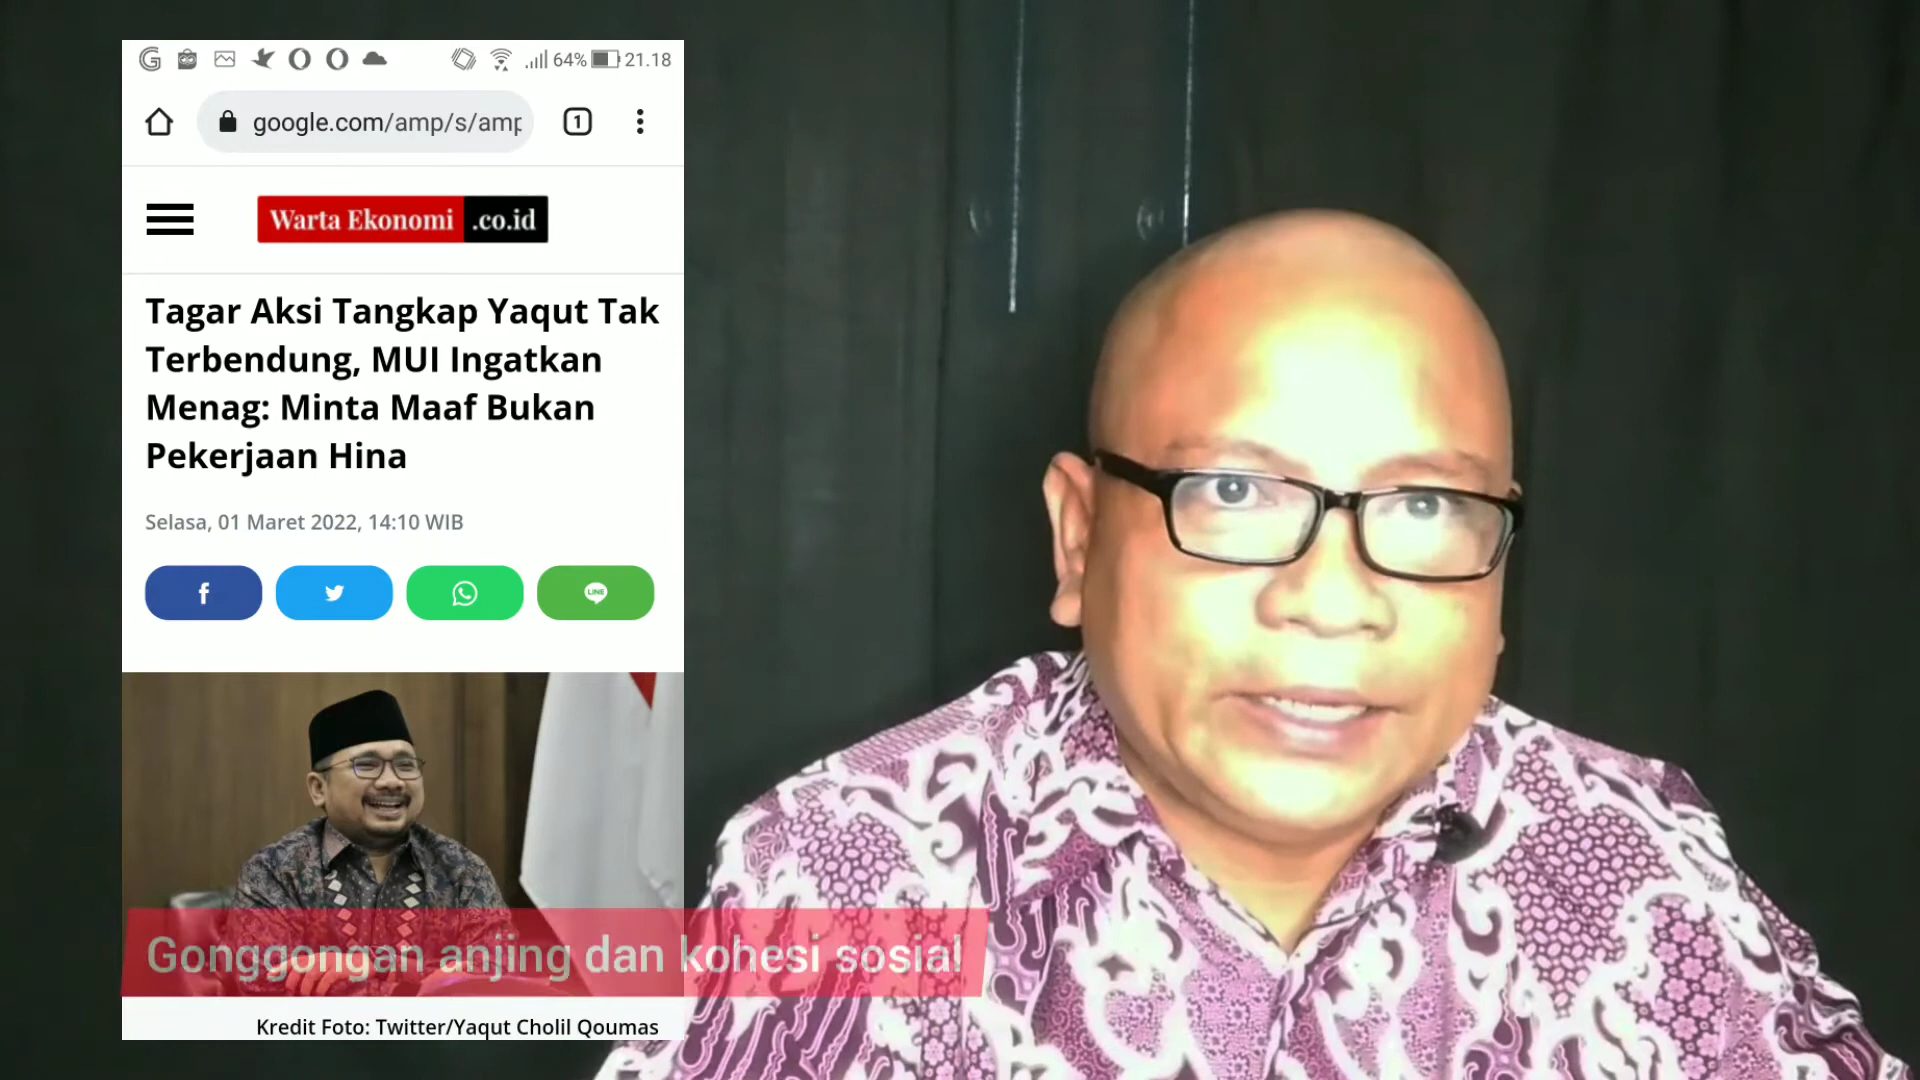 64% 21.18
google.com/amp/s/amp
1
Warta Ekonomi .co.id
Tagar Aksi Tangkap Yaqut Tak
Terbendung, MUI Ingatkan
Menag: Minta Maaf Bukan
Pekerjaan Hina
Selasa, 01 Maret 2022, 14:10 WIB
LINE
Gonggongan anjing dan kohesi sosial
Kredit Foto: Twitter/Yaqut Cholil Qoumas